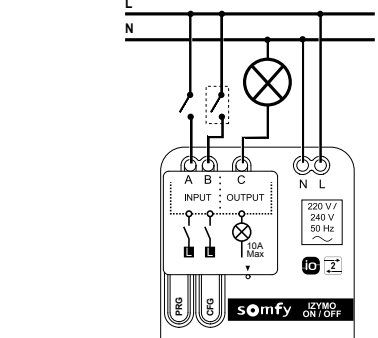 L
N
A B C N L
INPUT OUTPUT
220 V /
240 V
50 Hz
L L
10A
Max
io 2
PRG CFG
somfy IZYMO
ON / OFF